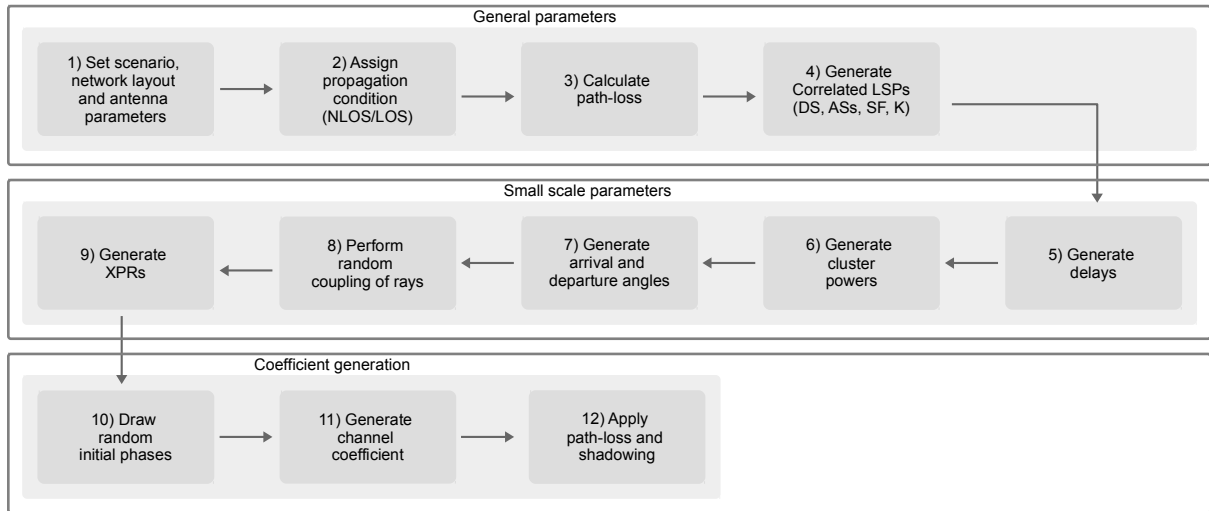 General parameters
1) Set scenario,
network layout
and antenna
parameters
2) Assign
propagation
condition
(NLOS/LOS)
3) Calculate
path-loss
4) Generate
Correlated LSPs
(DS, ASs, SF, K)
Small scale parameters
9) Generate
XPRs
8) Perform
random
coupling of rays
7) Generate
arrival and
departure angles
6) Generate
cluster
powers
5) Generate
delays
Coefficient generation
10) Draw
random
initial phases
11) Generate
channel
coefficient
12) Apply
path-loss and
shadowing